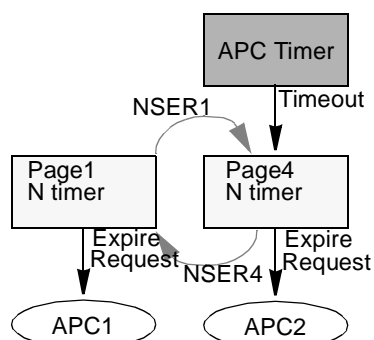 APC Timer
Timeout
NSER1
Page1
N timer
Page4
N timer
Expire
Request
NSER4
Expire
Request
APC1
APC2